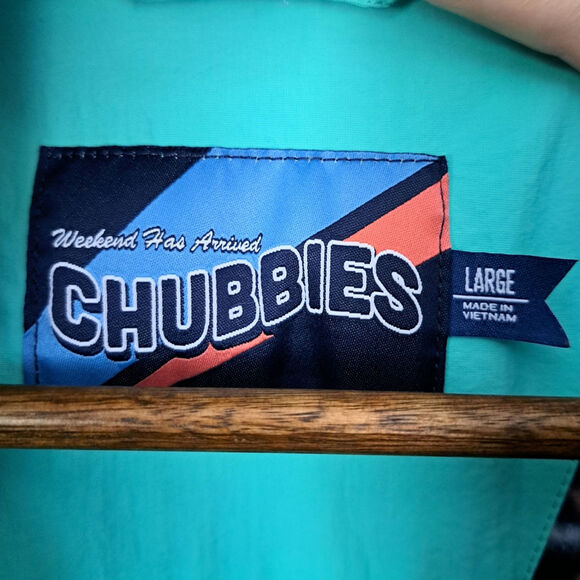 Weekend Has Arrived
CHUBBIES
LARGE
MADE IN
VIETNAM